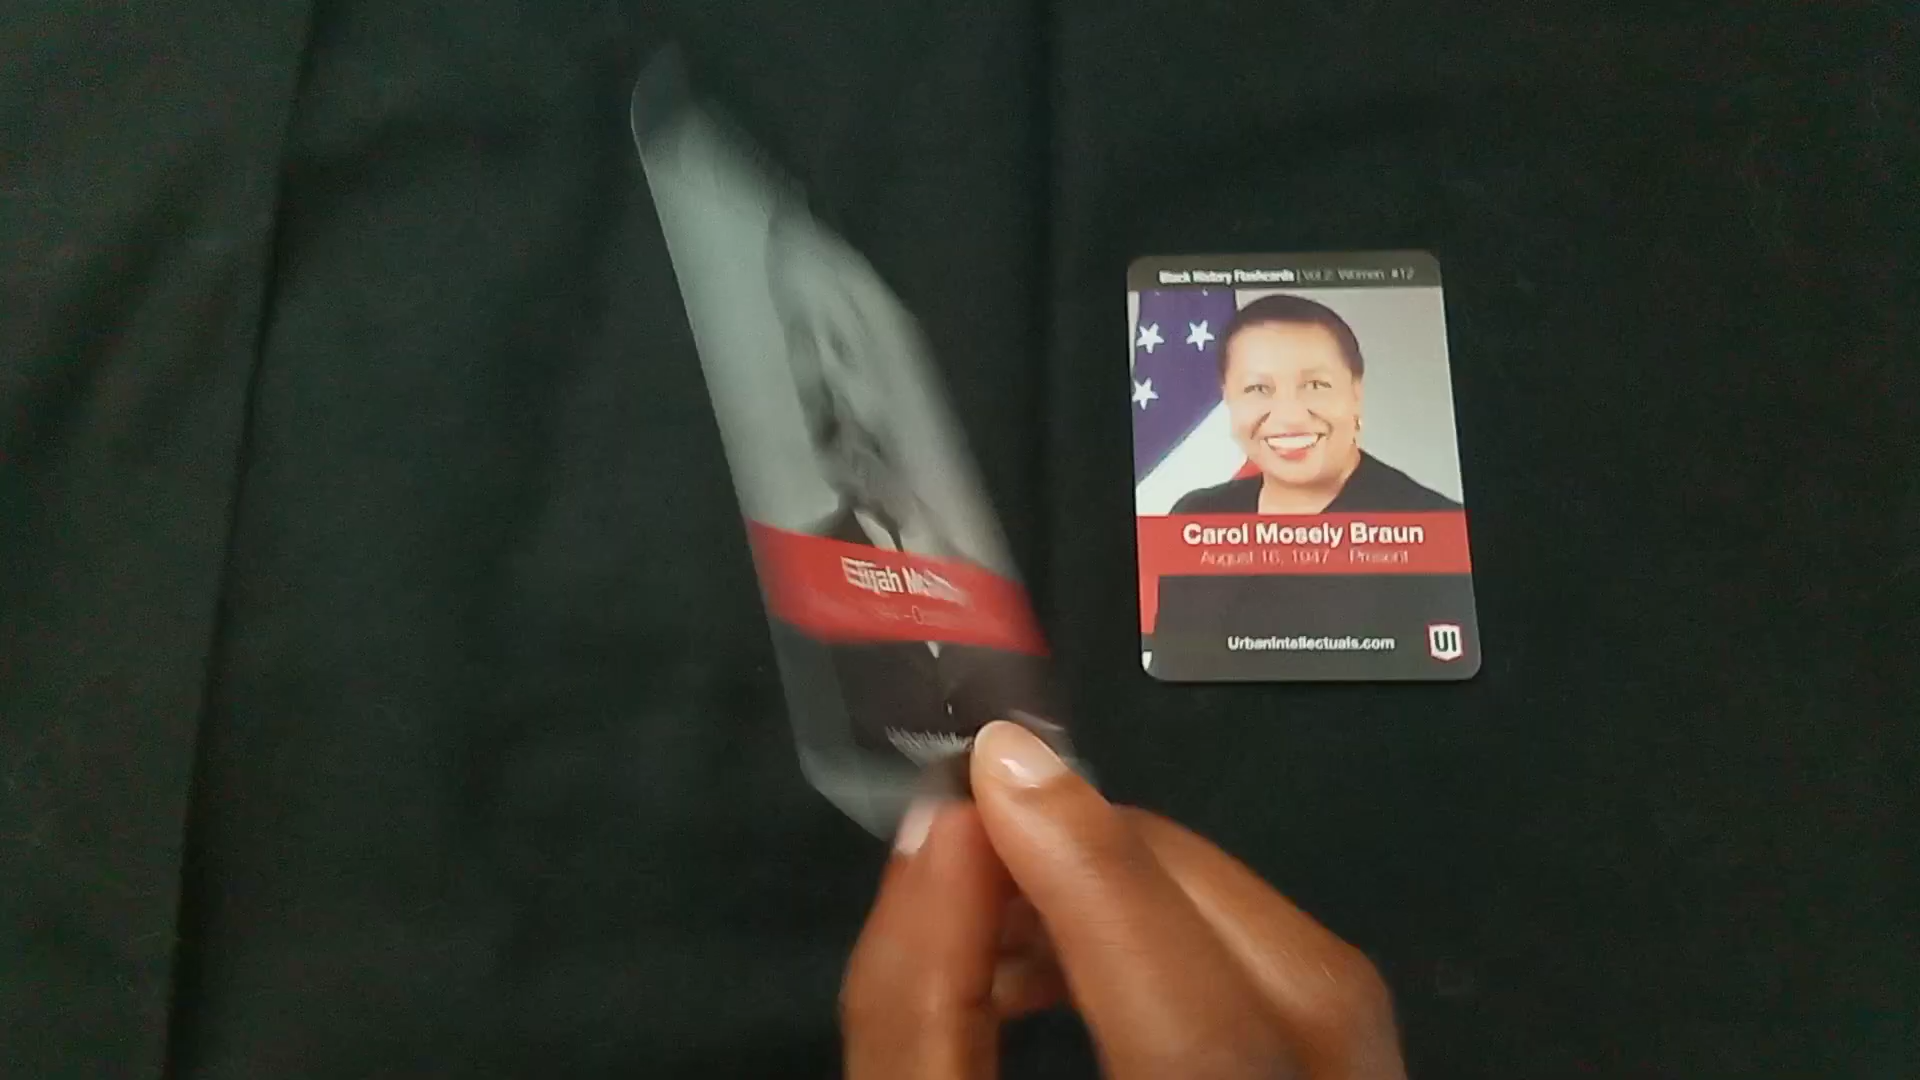 Elijah
Black History Flashcards | Vol 2: Women #12
Carol Mosely Braun
August 16, 1947 Present
UrbanIntellectuals.com
UI